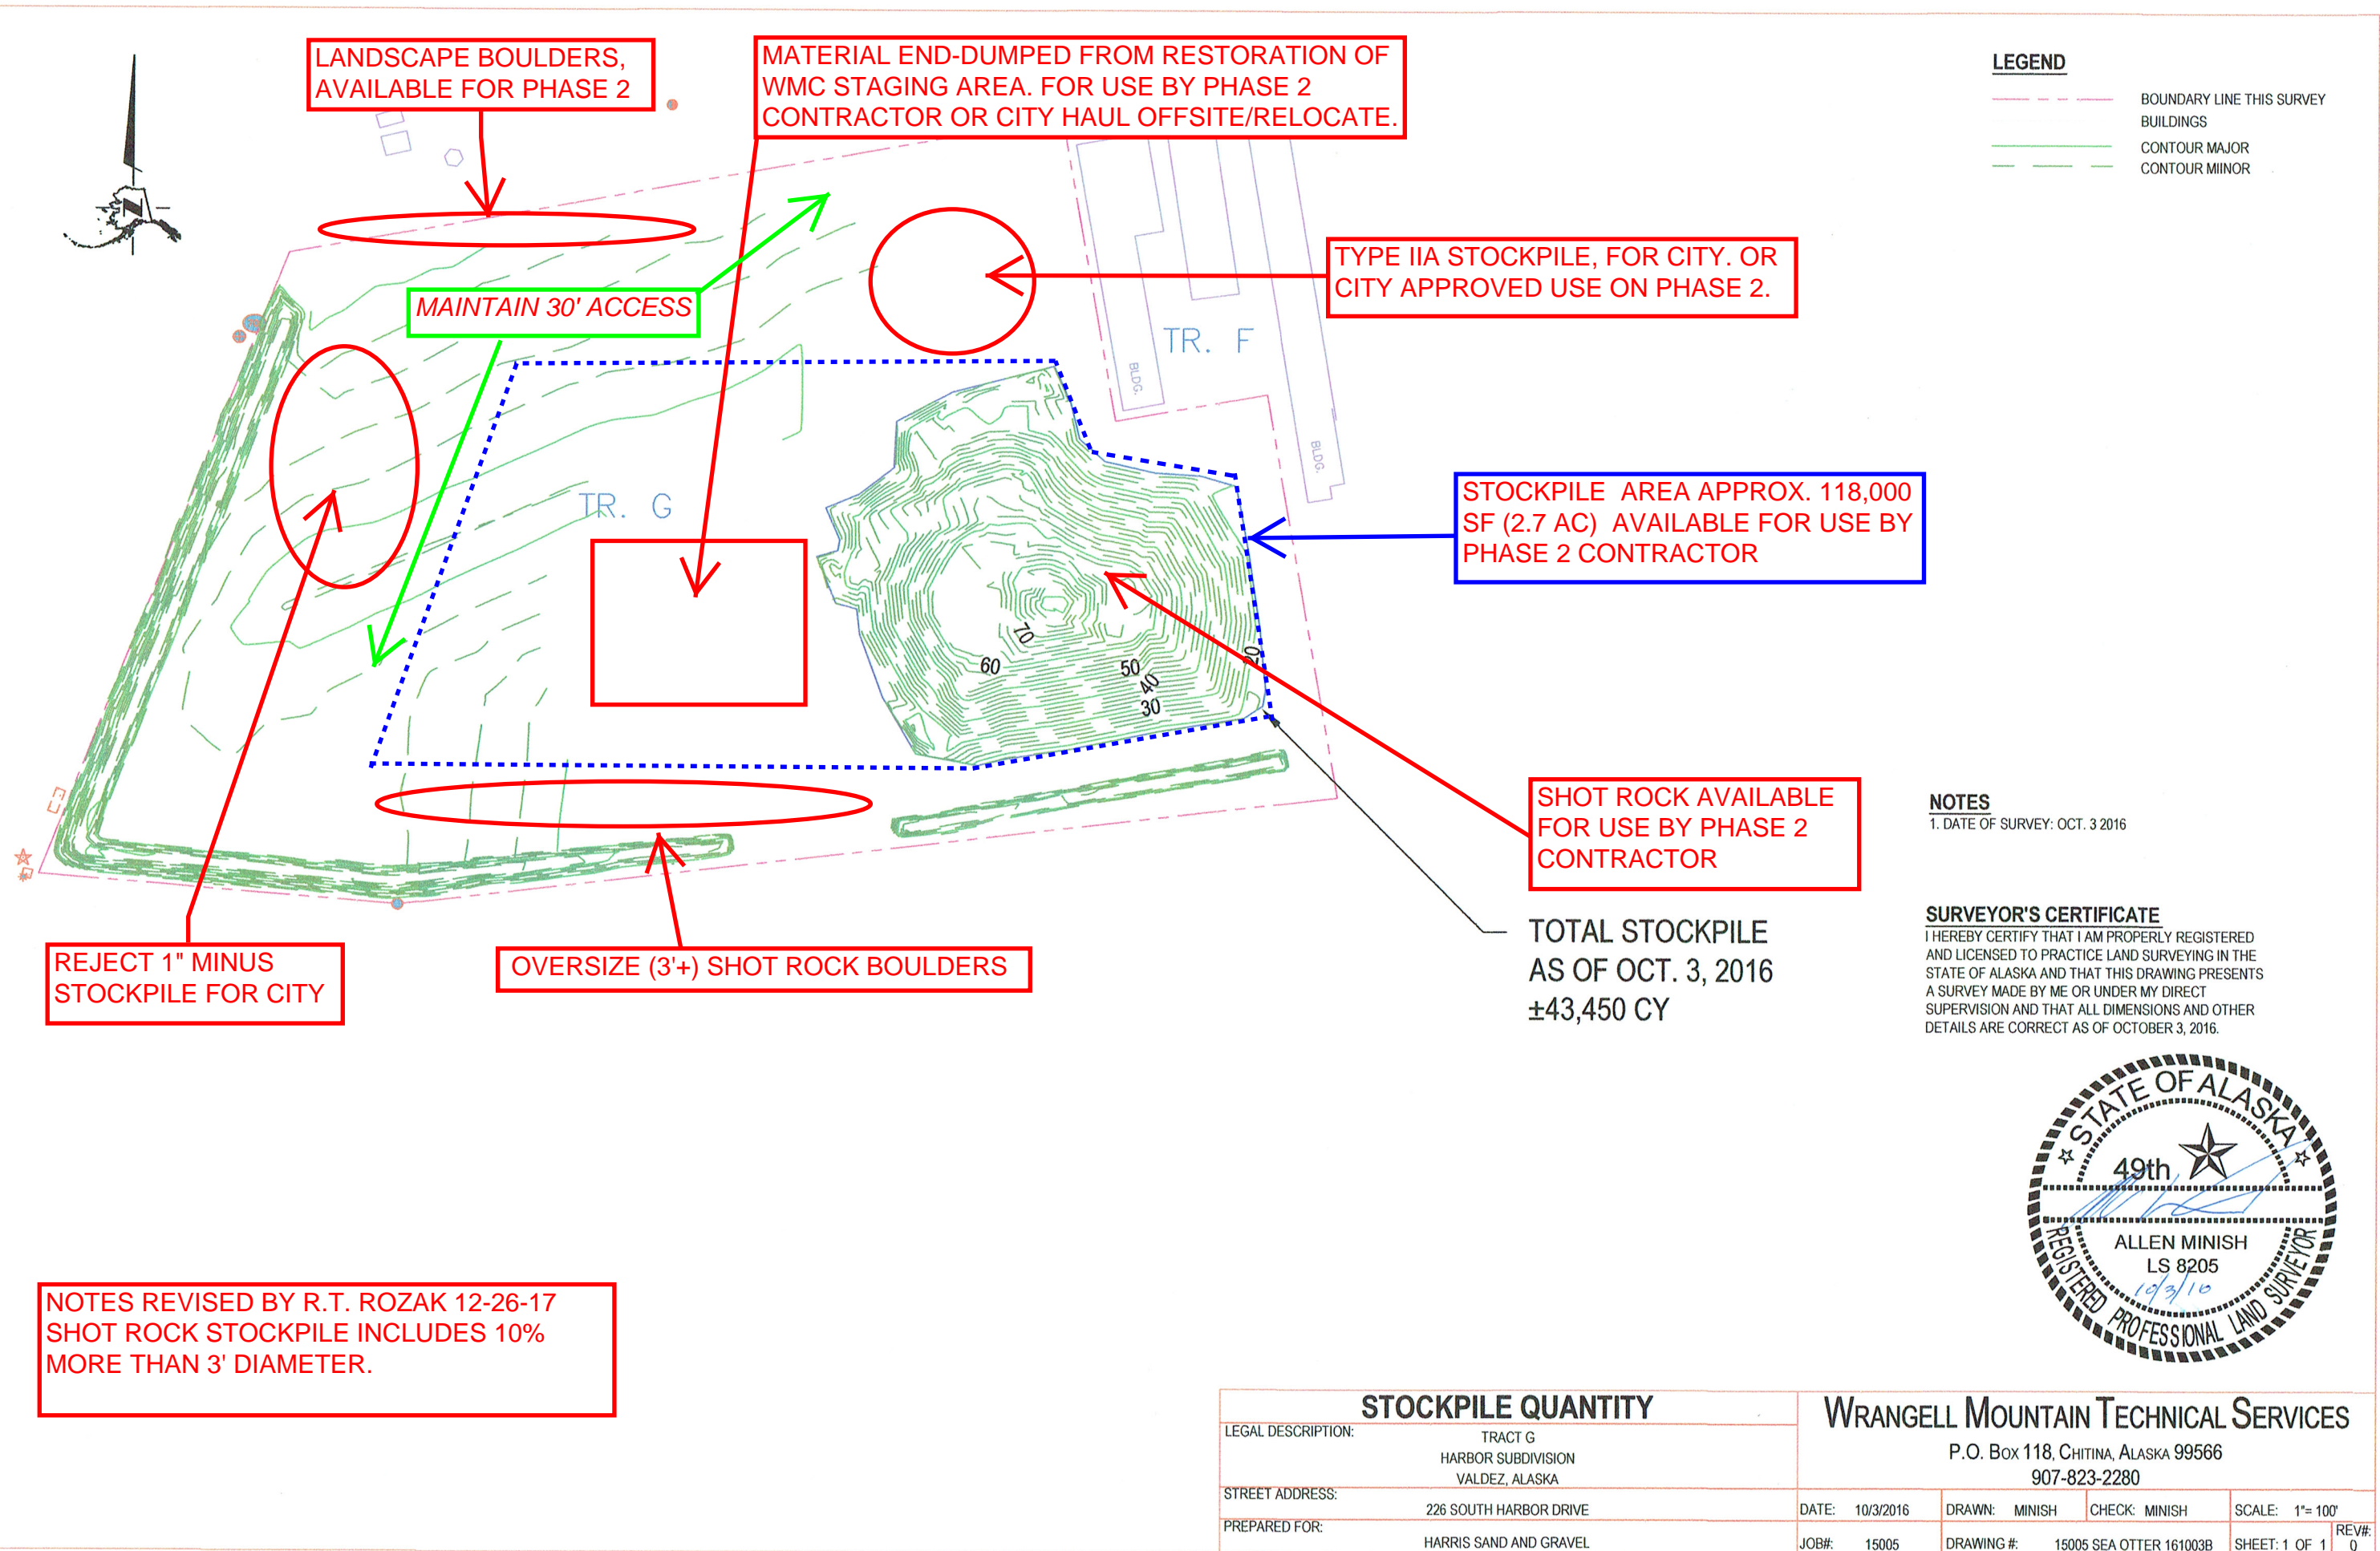 LANDSCAPE BOULDERS,
AVAILABLE FOR PHASE 2
MATERIAL END-DUMPED FROM RESTORATION OF
WMC STAGING AREA. FOR USE BY PHASE 2
CONTRACTOR OR CITY HAUL OFFSITE/RELOCATE.
LEGEND
BOUNDARY LINE THIS SURVEY
BUILDINGS
CONTOUR MAJOR
CONTOUR MIINOR
N
MAINTAIN 30' ACCESS
TYPE IIA STOCKPILE, FOR CITY. OR
CITY APPROVED USE ON PHASE 2.
TR. F
BLDG.
BLDG.
TR. G
STOCKPILE AREA APPROX. 118,000
SF (2.7 AC) AVAILABLE FOR USE BY
PHASE 2 CONTRACTOR
70
60
50
40
30
20
SHOT ROCK AVAILABLE
FOR USE BY PHASE 2
CONTRACTOR
NOTES
1. DATE OF SURVEY: OCT. 3 2016
REJECT 1" MINUS
STOCKPILE FOR CITY
OVERSIZE (3'+) SHOT ROCK BOULDERS
TOTAL STOCKPILE
AS OF OCT. 3, 2016
±43,450 CY
SURVEYOR'S CERTIFICATE
I HEREBY CERTIFY THAT I AM PROPERLY REGISTERED
AND LICENSED TO PRACTICE LAND SURVEYING IN THE
STATE OF ALASKA AND THAT THIS DRAWING PRESENTS
A SURVEY MADE BY ME OR UNDER MY DIRECT
SUPERVISION AND THAT ALL DIMENSIONS AND OTHER
DETAILS ARE CORRECT AS OF OCTOBER 3, 2016.
STATE OF ALASKA
49th
ALLEN MINISH
LS 8205
10/3/16
REGISTERED PROFESSIONAL LAND SURVEYOR
NOTES REVISED BY R.T. ROZAK 12-26-17
SHOT ROCK STOCKPILE INCLUDES 10%
MORE THAN 3' DIAMETER.
STOCKPILE QUANTITY
LEGAL DESCRIPTION:
TRACT G
HARBOR SUBDIVISION
VALDEZ, ALASKA
STREET ADDRESS:
226 SOUTH HARBOR DRIVE
PREPARED FOR:
HARRIS SAND AND GRAVEL
WRANGELL MOUNTAIN TECHNICAL SERVICES
P.O. BOX 118, CHITINA, ALASKA 99566
907-823-2280
DATE: 10/3/2016 DRAWN: MINISH CHECK: MINISH SCALE: 1"= 100'
JOB#: 15005 DRAWING #: 15005 SEA OTTER 161003B SHEET: 1 OF 1 REV#: 0